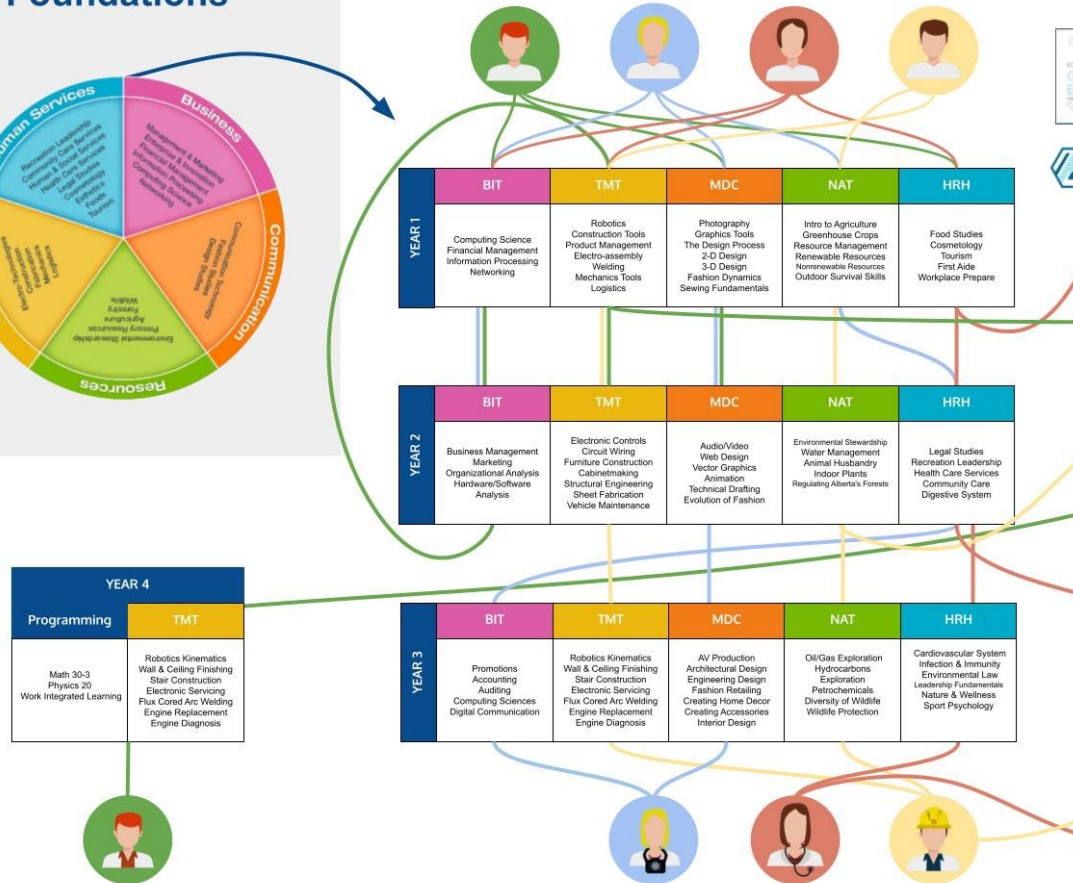 Foundations
Human Services
Recreation Leadership
Community Care Services
Human & Social Services
Health Care Services
Legal Studies
Cosmetology
Esthetics
Foods
Tourism
Business
Management & Marketing
Enterprise & Innovation
Financial Management
Information Processing
Computing Science
Networking
Communication
Communication Technology
Fashion Studies
Design Studies
Resources
Environmental Stewardship
Primary Resources
Agriculture
Forestry
Wildlife
Electro-Technologies
Construction
Fabrication
Mechanics
Logistics
YEAR 1
BIT
TMT
MDC
NAT
HRH
Computing Science
Financial Management
Information Processing
Networking
Robotics
Construction Tools
Product Management
Electro-assembly
Welding
Mechanics Tools
Logistics
Photography
Graphics Tools
The Design Process
2-D Design
3-D Design
Fashion Dynamics
Sewing Fundamentals
Intro to Agriculture
Greenhouse Crops
Resource Management
Renewable Resources
Nonrenewable Resources
Outdoor Survival Skills
Food Studies
Cosmetology
Tourism
First Aide
Workplace Prepare
YEAR 2
BIT
TMT
MDC
NAT
HRH
Business Management
Marketing
Organizational Analysis
Hardware/Software
Analysis
Electronic Controls
Circuit Wiring
Furniture Construction
Cabinetmaking
Structural Engineering
Sheet Fabrication
Vehicle Maintenance
Audio/Video
Web Design
Vector Graphics
Animation
Technical Drafting
Evolution of Fashion
Environmental Stewardship
Water Management
Animal Husbandry
Indoor Plants
Regulating Alberta's Forests
Legal Studies
Recreation Leadership
Health Care Services
Community Care
Digestive System
YEAR 4
Programming
TMT
Math 30-3
Physics 20
Work Integrated Learning
Robotics Kinematics
Wall & Ceiling Finishing
Stair Construction
Electronic Servicing
Flux Cored Arc Welding
Engine Replacement
Engine Diagnosis
YEAR 3
BIT
TMT
MDC
NAT
HRH
Promotions
Accounting
Auditing
Computing Sciences
Digital Communication
Robotics Kinematics
Wall & Ceiling Finishing
Stair Construction
Electronic Servicing
Flux Cored Arc Welding
Engine Replacement
Engine Diagnosis
AV Production
Architectural Design
Engineering Design
Fashion Retailing
Creating Home Decor
Creating Accessories
Interior Design
Oil/Gas Exploration
Hydrocarbons
Exploration
Petrochemicals
Diversity of Wildlife
Wildlife Protection
Cardiovascular System
Infection & Immunity
Environmental Law
Leadership Fundamentals
Nature & Wellness
Sport Psychology